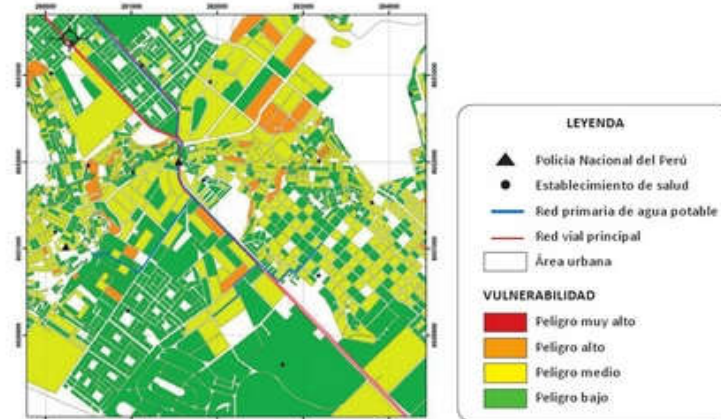 LEYENDA
Policía Nacional del Perú
Establecimiento de salud
Red primaria de agua potable
Red vial principal
Área urbana
VULNERABILIDAD
Peligro muy alto
Peligro alto
Peligro medio
Peligro bajo